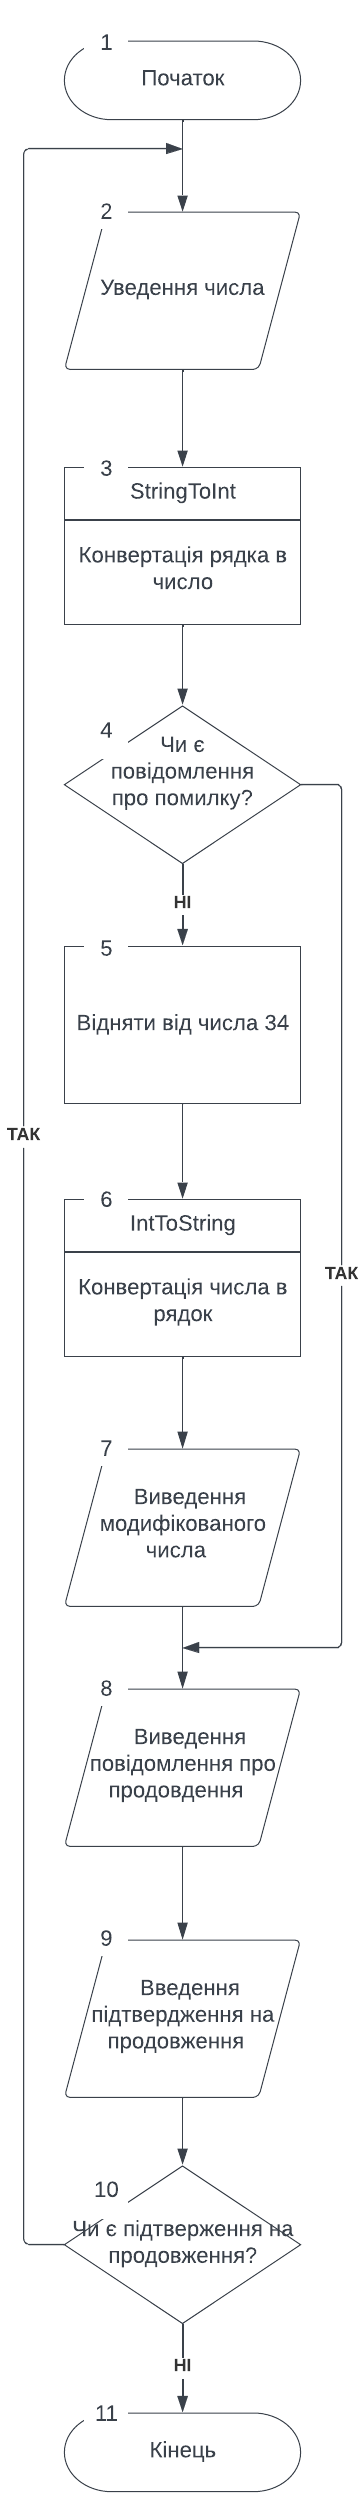 1
Початок
2
Уведення числа
3
StringToInt
Конвертація рядка в
число
4
Чи є
повідомлення
про помилку?
НІ
5
Відняти від числа 34
ТАК
6
IntToString
Конвертація числа в
рядок
ТАК
7
Виведення
модифікованого
числа
8
Виведення
повідомлення про
продовдення
9
Введення
підтвердження на
продовження
10
Чи є підтверження на
продовження?
НІ
11
Кінець